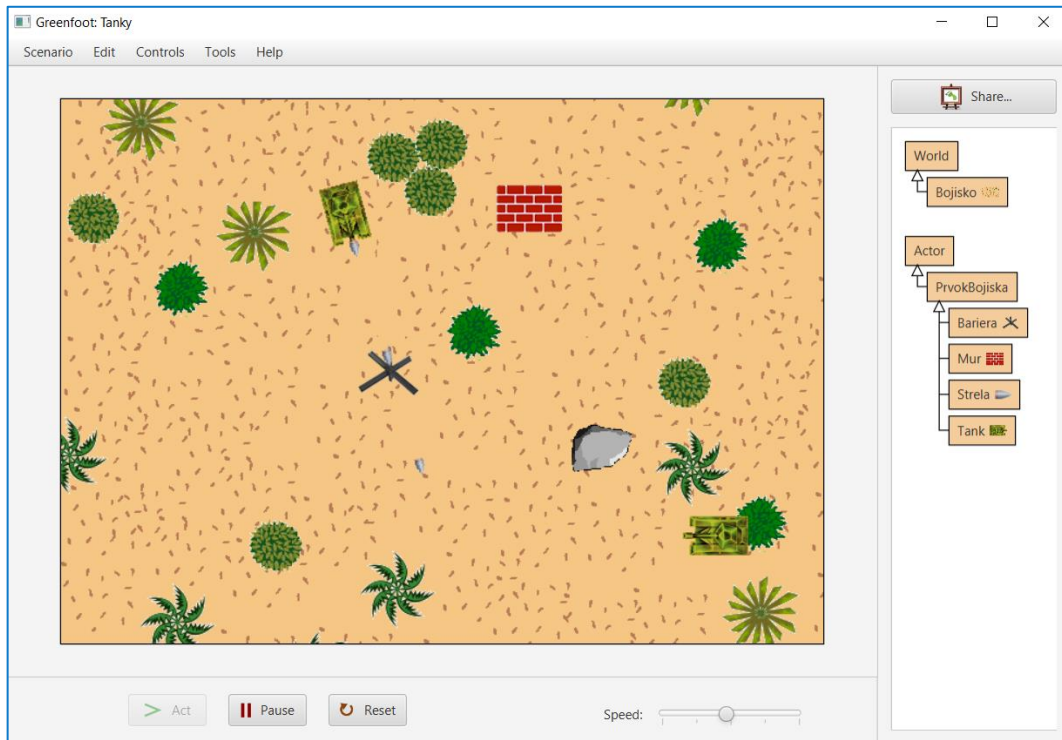 Greenfoot: Tanky
Scenario Edit Controls Tools Help
Share...
World
Bojisko
Actor
PrvokBojiska
Bariera
Mur
Strela
Tank
Act Pause Reset Speed: